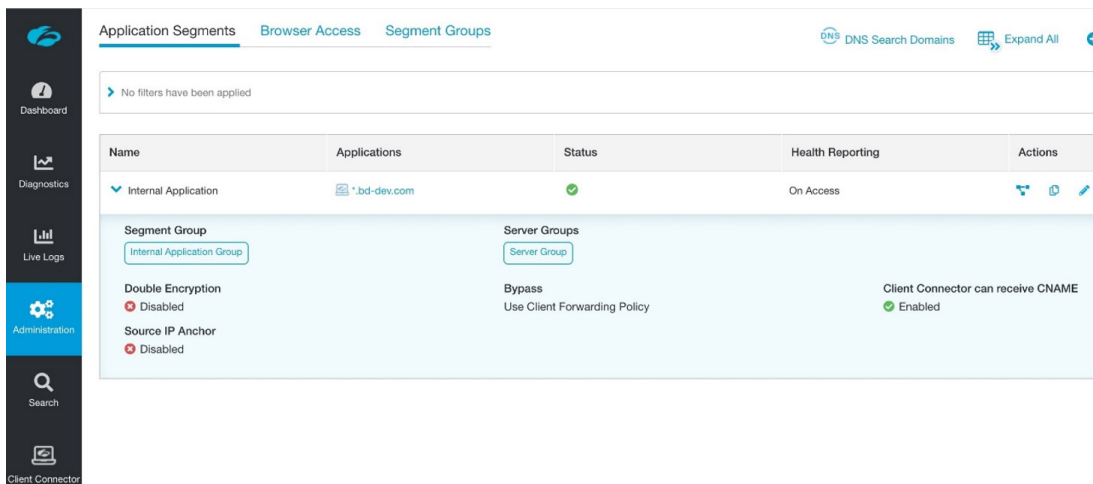 Application Segments Browser Access Segment Groups
DNS DNS Search Domains Expand All
Dashboard
No filters have been applied
Name Applications Status Health Reporting Actions
Diagnostics
Internal Application *.bd-dev.com On Access
Segment Group Server Groups
Internal Application Group Server Group
Live Logs
Double Encryption Bypass Client Connector can receive CNAME
Disabled Use Client Forwarding Policy Enabled
Administration
Source IP Anchor
Disabled
Search
Client Connector